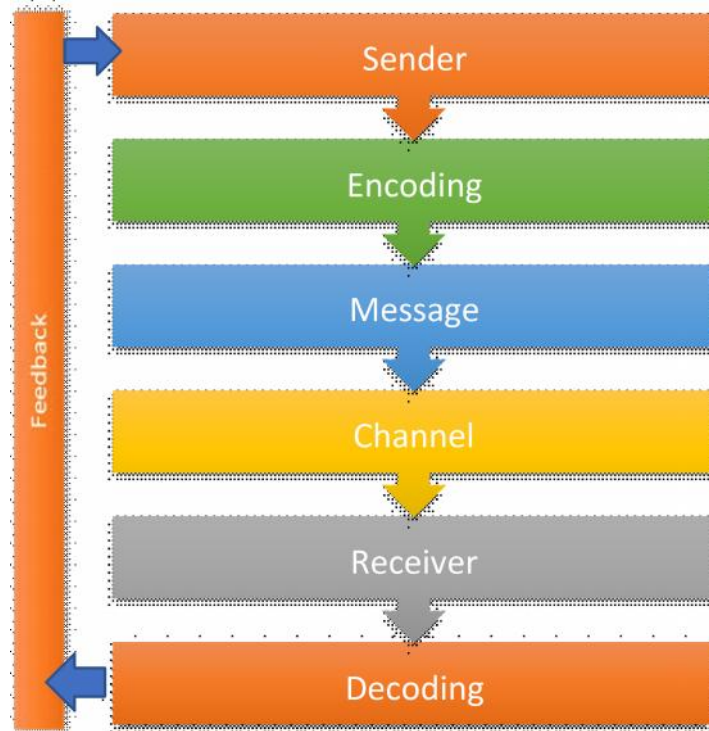 Sender
Encoding
Message
Channel
Receiver
Decoding
Feedback